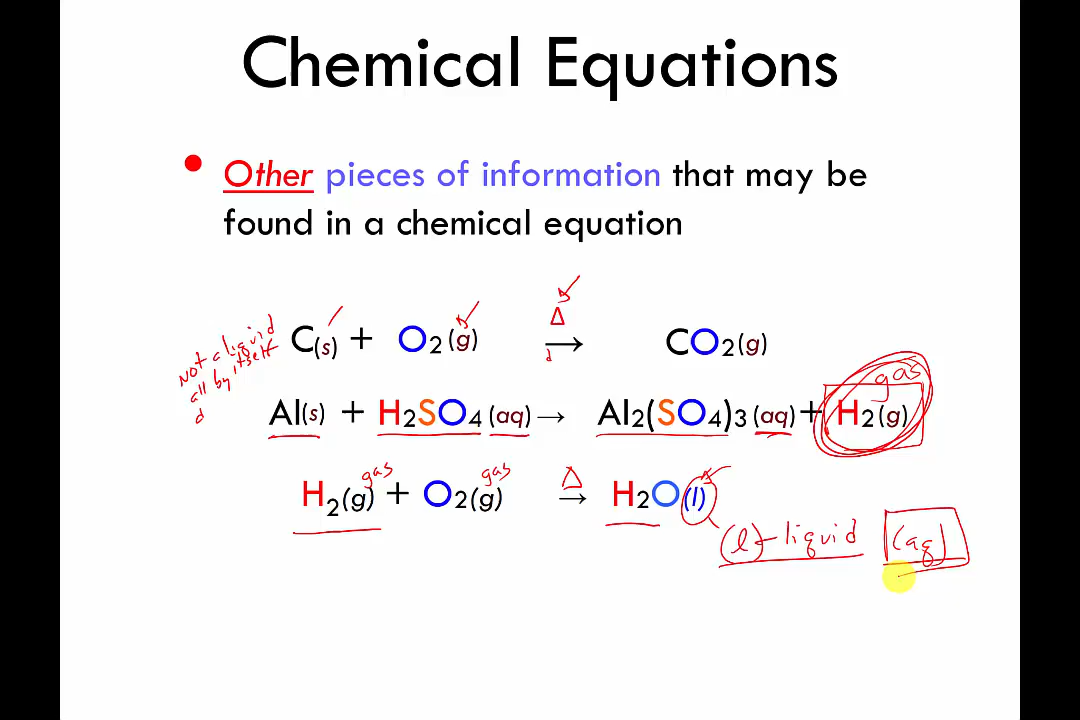 Chemical Equations
• Other pieces of information that may be
found in a chemical equation
Not a liquid
all by itself
Δ
C(s) + O2(g) → CO2(g)
gas
Al(s) + H2SO4(aq) → Al2(SO4)3(aq) + H2(g)
gas gas Δ
H2(g) + O2(g) → H2O(l)
(l)-liquid (aq)